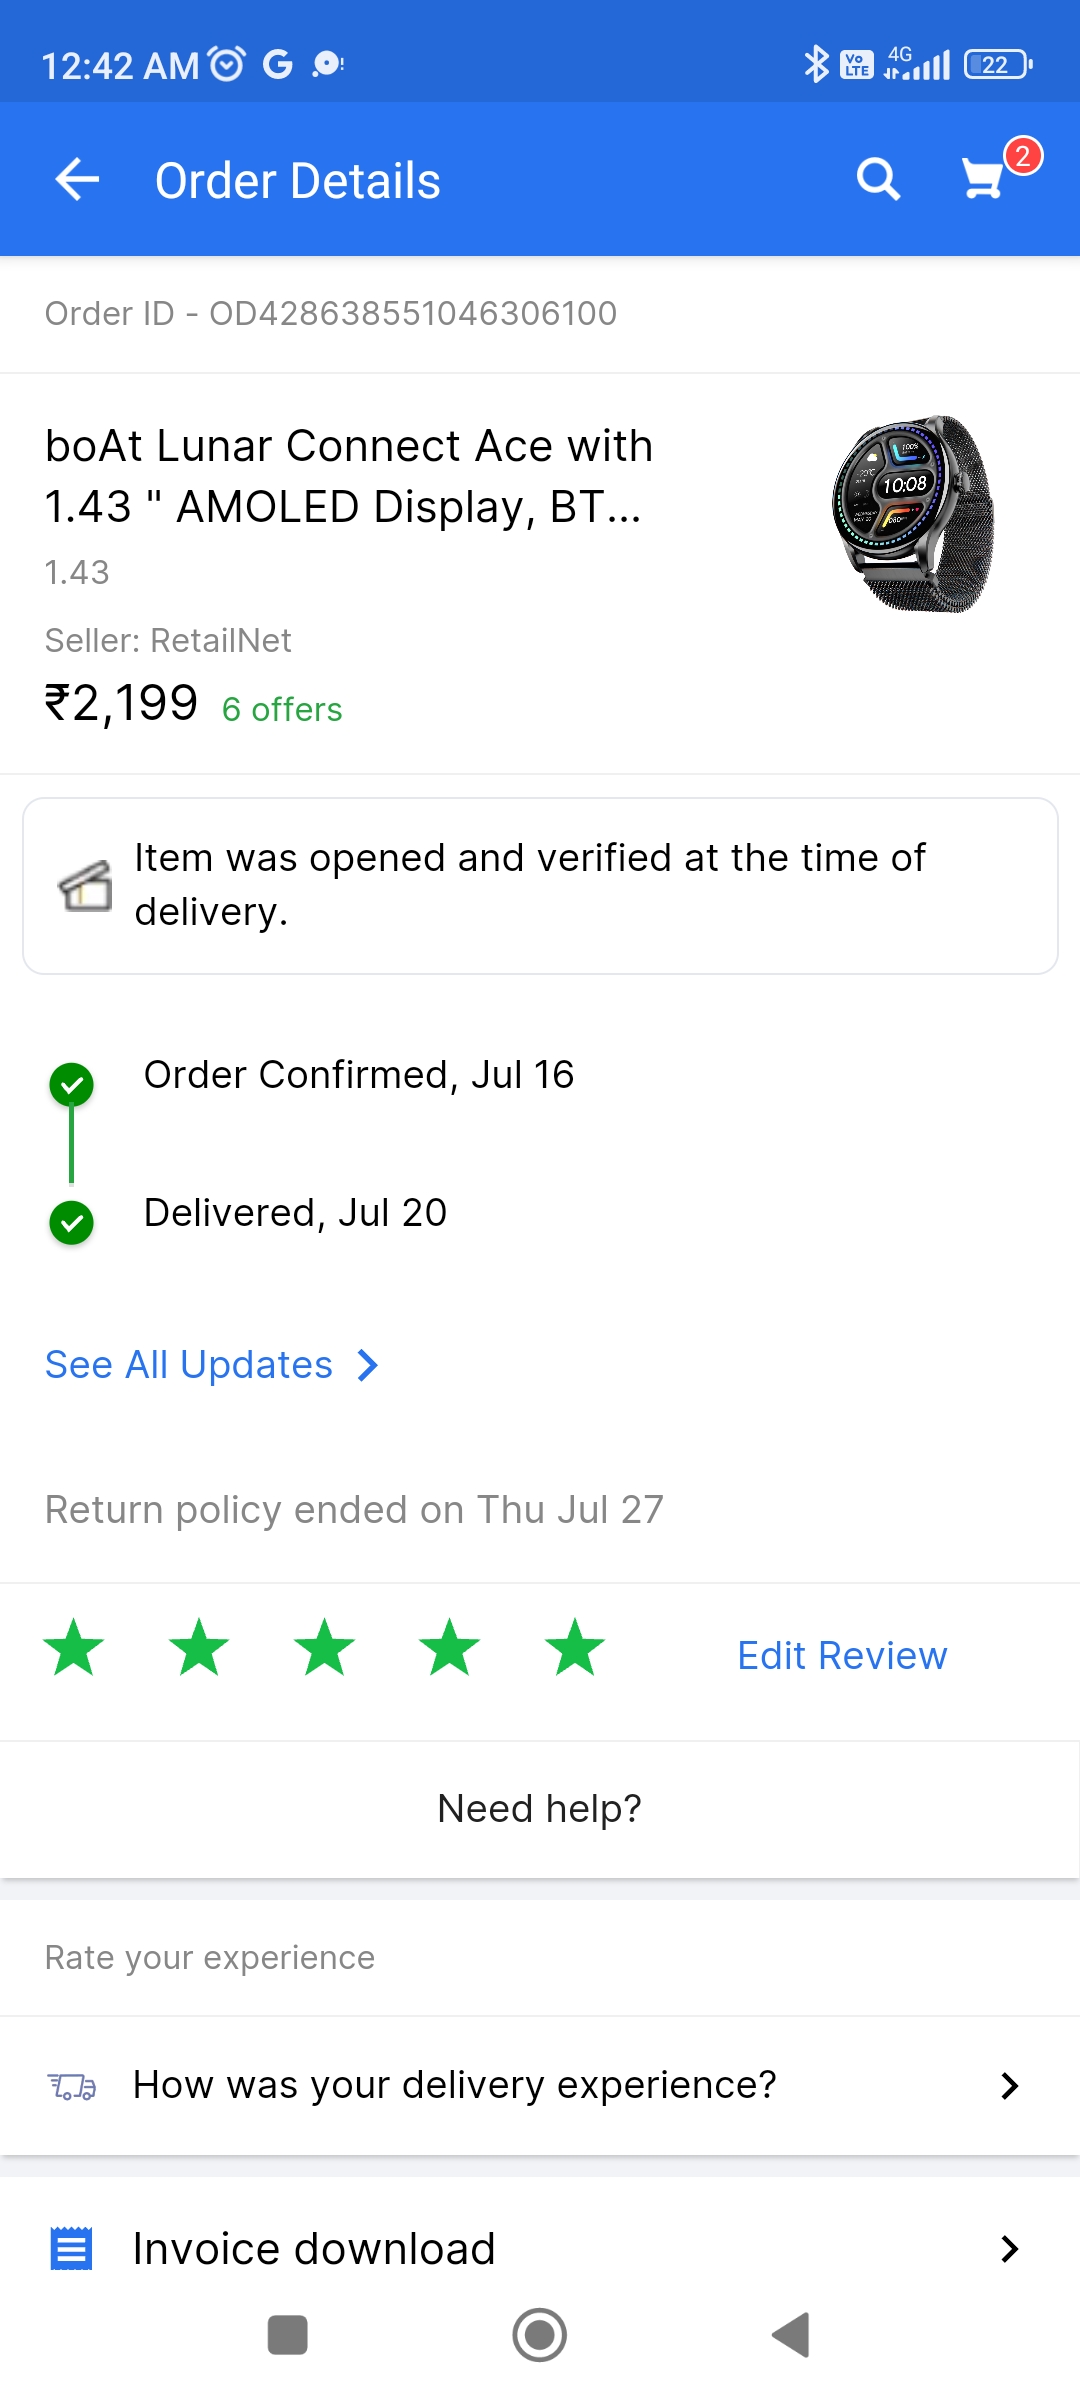 12:42 AM
Vo LTE 4G 22
Order Details
2
Order ID - OD428638551046306100
boAt Lunar Connect Ace with
1.43 " AMOLED Display, BT...
1.43
Seller: RetailNet
₹2,199 6 offers
100%
10:08
Item was opened and verified at the time of
delivery.
Order Confirmed, Jul 16
Delivered, Jul 20
See All Updates
Return policy ended on Thu Jul 27
Edit Review
Need help?
Rate your experience
How was your delivery experience?
Invoice download